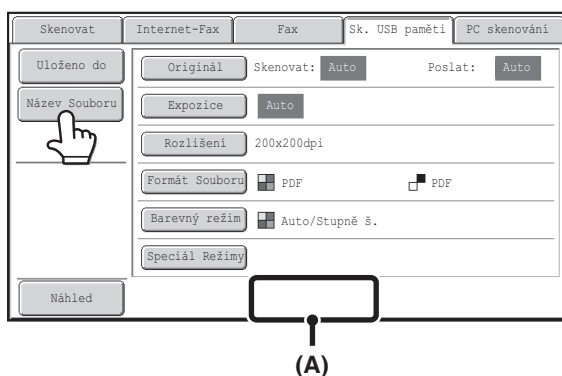 Skenovat Internet-Fax Fax Sk. USB paměti PC skenování
Uloženo do Originál Skenovat: Auto Poslat: Auto
Název Souboru Expozice Auto
Rozlišení 200x200dpi
Formát Souboru PDF PDF
Barevný režim Auto/Stupně š.
Speciál Režimy
Náhled
(A)